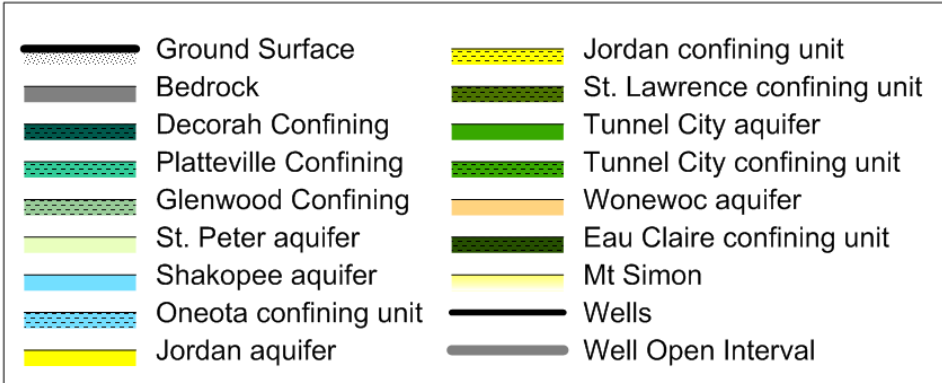 Ground Surface
Bedrock
Decorah Confining
Platteville Confining
Glenwood Confining
St. Peter aquifer
Shakopee aquifer
Oneota confining unit
Jordan aquifer
Jordan confining unit
St. Lawrence confining unit
Tunnel City aquifer
Tunnel City confining unit
Wonewoc aquifer
Eau Claire confining unit
Mt Simon
Wells
Well Open Interval